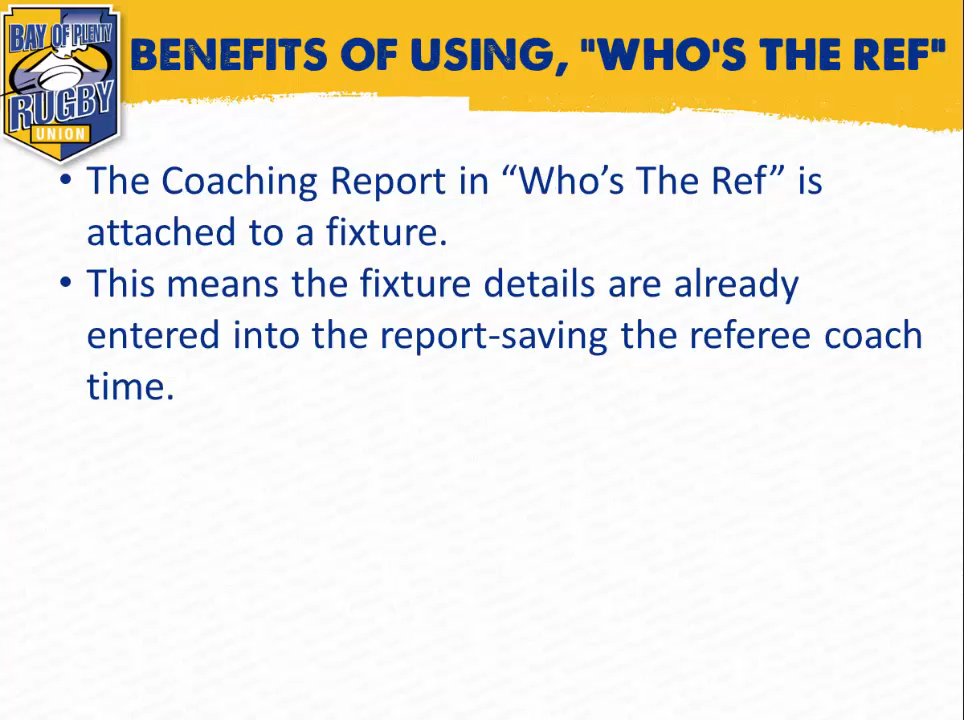 BAY OF PLENTY
RUGBY
UNION
BENEFITS OF USING, "WHO'S THE REF"
• The Coaching Report in “Who’s The Ref” is
attached to a fixture.
• This means the fixture details are already
entered into the report-saving the referee coach
time.